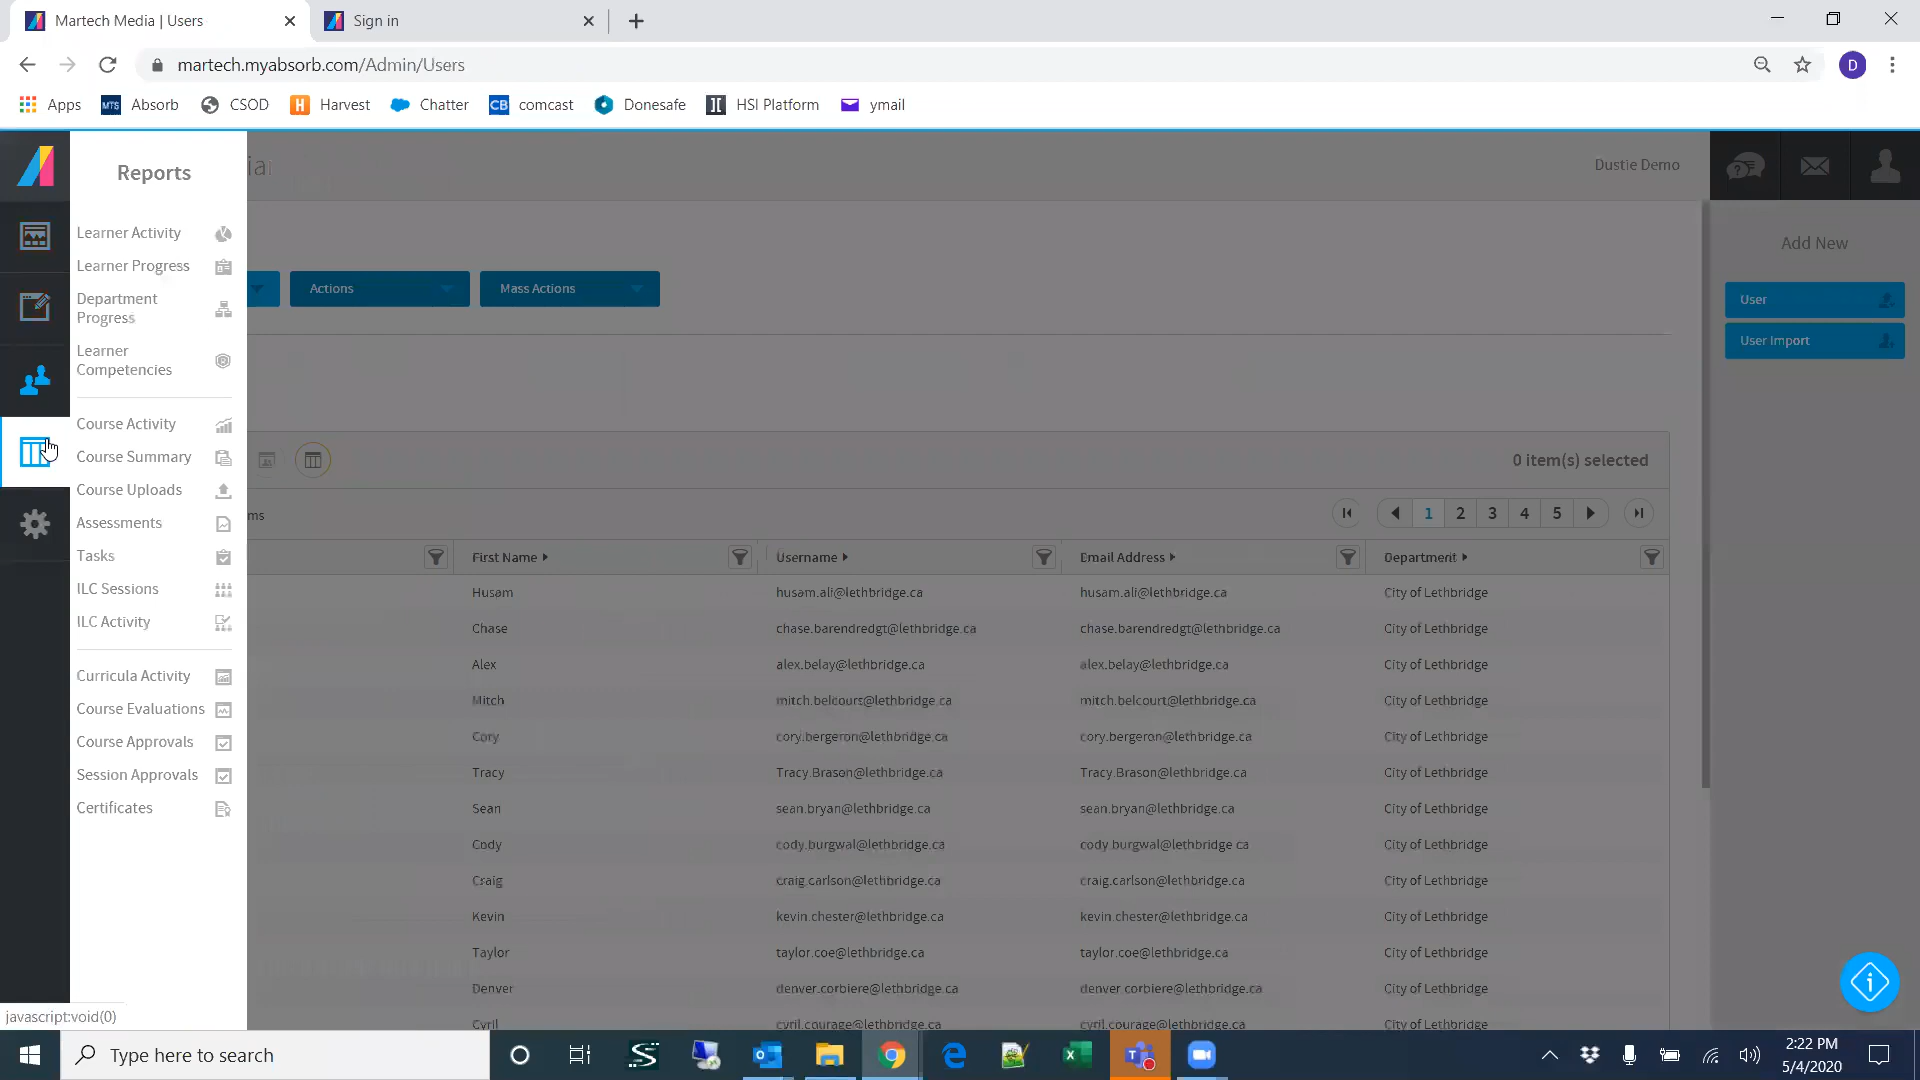 Martech Media | Users
Sign in
martech.myabsorb.com/Admin/Users
D
Apps
MTS Absorb
CSOD
H Harvest
Chatter
CB comcast
Donesafe
HSI Platform
ymail
Reports
Dustie Demo
Learner Activity
Learner Progress
Department
Progress
Learner
Competencies
Course Activity
Course Summary
Course Uploads
Assessments
Tasks
ILC Sessions
ILC Activity
Curricula Activity
Course Evaluations
Course Approvals
Session Approvals
Certificates
Actions
Mass Actions
Add New
User
User Import
0 item(s) selected
ms
1 2 3 4 5
First Name Username Email Address Department
Husam husam.ali@lethbridge.ca husam.ali@lethbridge.ca City of Lethbridge
Chase chase.barendregt@lethbridge.ca chase.barendregt@lethbridge.ca City of Lethbridge
Alex alex.belay@lethbridge.ca alex.belay@lethbridge.ca City of Lethbridge
Mitch mitch.belcourt@lethbridge.ca mitch.belcourt@lethbridge.ca City of Lethbridge
Cory cory.bergeron@lethbridge.ca cory.bergeron@lethbridge.ca City of Lethbridge
Tracy Tracy.Brason@lethbridge.ca Tracy.Brason@lethbridge.ca City of Lethbridge
Sean sean.bryan@lethbridge.ca sean.bryan@lethbridge.ca City of Lethbridge
Cody cody.burgwal@lethbridge.ca cody.burgwal@lethbridge.ca City of Lethbridge
Craig craig.carlson@lethbridge.ca craig.carlson@lethbridge.ca City of Lethbridge
Kevin kevin.chester@lethbridge.ca kevin.chester@lethbridge.ca City of Lethbridge
Taylor taylor.coe@lethbridge.ca taylor.coe@lethbridge.ca City of Lethbridge
Denver denver.corbiere@lethbridge.ca denver.corbiere@lethbridge.ca City of Lethbridge
Cyril cyril.courage@lethbridge.ca cyril.courage@lethbridge.ca City of Lethbridge
javascript:void(0)
Type here to search
2:22 PM
5/4/2020